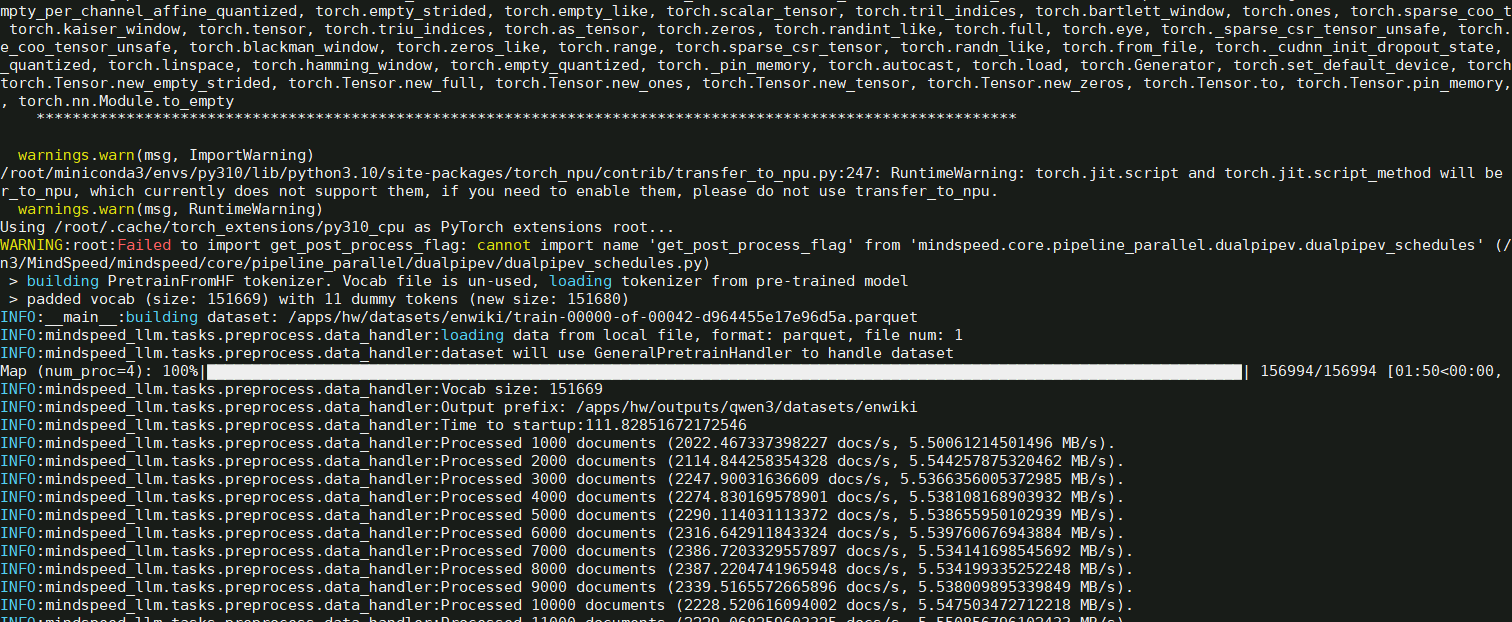 mpty_per_channel_affine_quantized, torch.empty_strided, torch.empty_like, torch.scalar_tensor, torch.tril_indices, torch.bartlett_window, torch.ones, torch.sparse_coo_t
 torch.kaiser_window, torch.tensor, torch.triu_indices, torch.as_tensor, torch.zeros, torch.randint_like, torch.full, torch.eye, torch._sparse_csr_tensor_unsafe, torch.
e_coo_tensor_unsafe, torch.blackman_window, torch.zeros_like, torch.range, torch.sparse_csr_tensor, torch.randn_like, torch.from_file, torch._cudnn_init_dropout_state,
_quantized, torch.linspace, torch.hamming_window, torch.empty_quantized, torch._pin_memory, torch.autocast, torch.load, torch.Generator, torch.set_default_device, torch
torch.Tensor.new_empty_strided, torch.Tensor.new_full, torch.Tensor.new_ones, torch.Tensor.new_tensor, torch.Tensor.new_zeros, torch.Tensor.to, torch.Tensor.pin_memory,
, torch.nn.Module.to_empty
    *************************************************************************************************************
  warnings.warn(msg, ImportWarning)
/root/miniconda3/envs/py310/lib/python3.10/site-packages/torch_npu/contrib/transfer_to_npu.py:247: RuntimeWarning: torch.jit.script and torch.jit.script_method will be
r_to_npu, which currently does not support them, if you need to enable them, please do not use transfer_to_npu.
  warnings.warn(msg, RuntimeWarning)
Using /root/.cache/torch_extensions/py310_cpu as PyTorch extensions root...
WARNING:root:Failed to import get_post_process_flag: cannot import name 'get_post_process_flag' from 'mindspeed.core.pipeline_parallel.dualpipev.dualpipev_schedules' (/
n3/MindSpeed/mindspeed/core/pipeline_parallel/dualpipev/dualpipev_schedules.py)
 > building PretrainFromHF tokenizer. Vocab file is un-used, loading tokenizer from pre-trained model
 > padded vocab (size: 151669) with 11 dummy tokens (new size: 151680)
INFO:__main__:building dataset: /apps/hw/datasets/enwiki/train-00000-of-00042-d964455e17e96d5a.parquet
INFO:mindspeed_llm.tasks.preprocess.data_handler:loading data from local file, format: parquet, file num: 1
INFO:mindspeed_llm.tasks.preprocess.data_handler:dataset will use GeneralPretrainHandler to handle dataset
Map (num_proc=4): 100%| | 156994/156994 [01:50<00:00,
INFO:mindspeed_llm.tasks.preprocess.data_handler:Vocab size: 151669
INFO:mindspeed_llm.tasks.preprocess.data_handler:Output prefix: /apps/hw/outputs/qwen3/datasets/enwiki
INFO:mindspeed_llm.tasks.preprocess.data_handler:Time to startup:111.82851672172546
INFO:mindspeed_llm.tasks.preprocess.data_handler:Processed 1000 documents (2022.467337398227 docs/s, 5.50061214501496 MB/s).
INFO:mindspeed_llm.tasks.preprocess.data_handler:Processed 2000 documents (2114.844258354328 docs/s, 5.544257875320462 MB/s).
INFO:mindspeed_llm.tasks.preprocess.data_handler:Processed 3000 documents (2247.90031636609 docs/s, 5.5366356005372985 MB/s).
INFO:mindspeed_llm.tasks.preprocess.data_handler:Processed 4000 documents (2274.830169578901 docs/s, 5.538108168903932 MB/s).
INFO:mindspeed_llm.tasks.preprocess.data_handler:Processed 5000 documents (2290.114031113372 docs/s, 5.538655950102939 MB/s).
INFO:mindspeed_llm.tasks.preprocess.data_handler:Processed 6000 documents (2316.642911843324 docs/s, 5.539760676943884 MB/s).
INFO:mindspeed_llm.tasks.preprocess.data_handler:Processed 7000 documents (2386.7203329557897 docs/s, 5.534141698545692 MB/s).
INFO:mindspeed_llm.tasks.preprocess.data_handler:Processed 8000 documents (2387.2204741965948 docs/s, 5.534199335252248 MB/s).
INFO:mindspeed_llm.tasks.preprocess.data_handler:Processed 9000 documents (2339.5165572665896 docs/s, 5.538009895339849 MB/s).
INFO:mindspeed_llm.tasks.preprocess.data_handler:Processed 10000 documents (2228.520616094002 docs/s, 5.547503472712218 MB/s).
INFO:mindspeed_llm.tasks.preprocess.data_handler:Processed 11000 documents